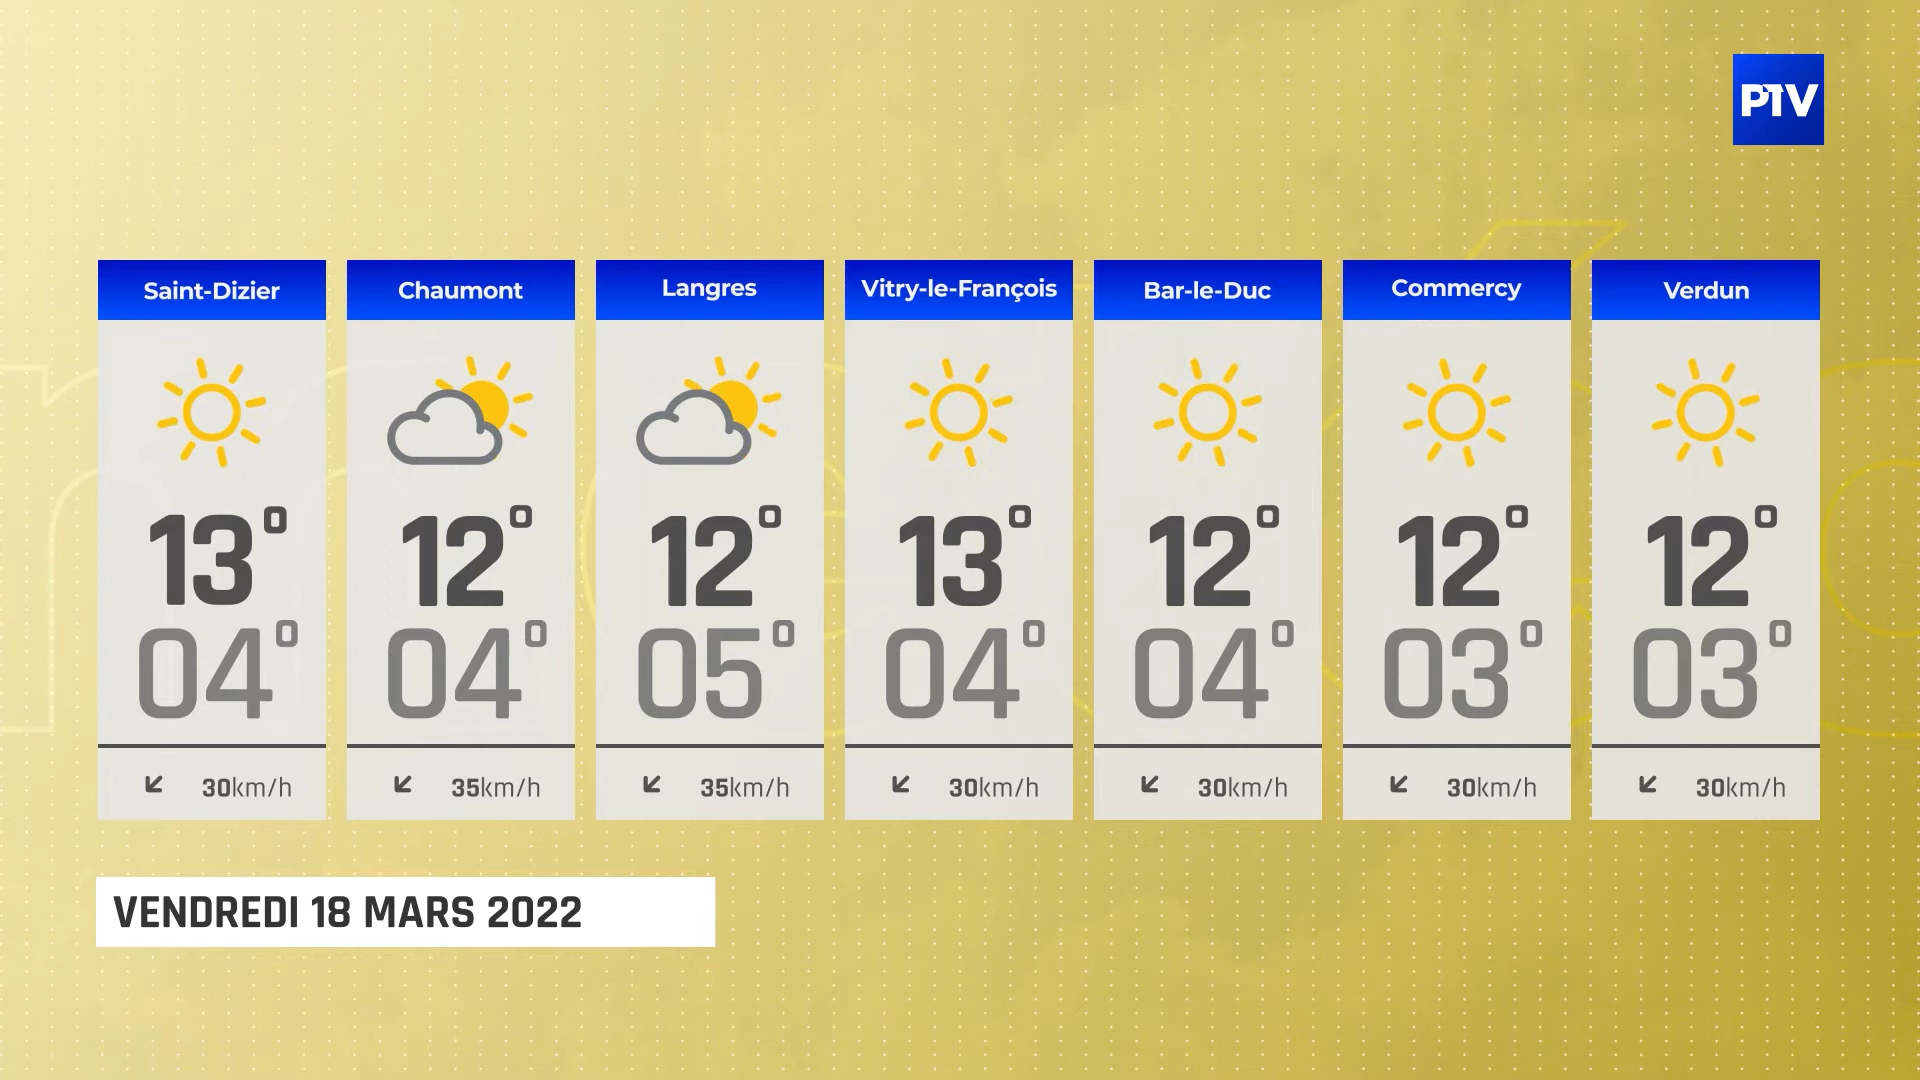 PTV
Saint-Dizier
13°
04°
30km/h
Chaumont
12°
04°
35km/h
Langres
12°
05°
35km/h
Vitry-le-François
13°
04°
30km/h
Bar-le-Duc
12°
04°
30km/h
Commercy
12°
03°
30km/h
Verdun
12°
03°
30km/h
VENDREDI 18 MARS 2022